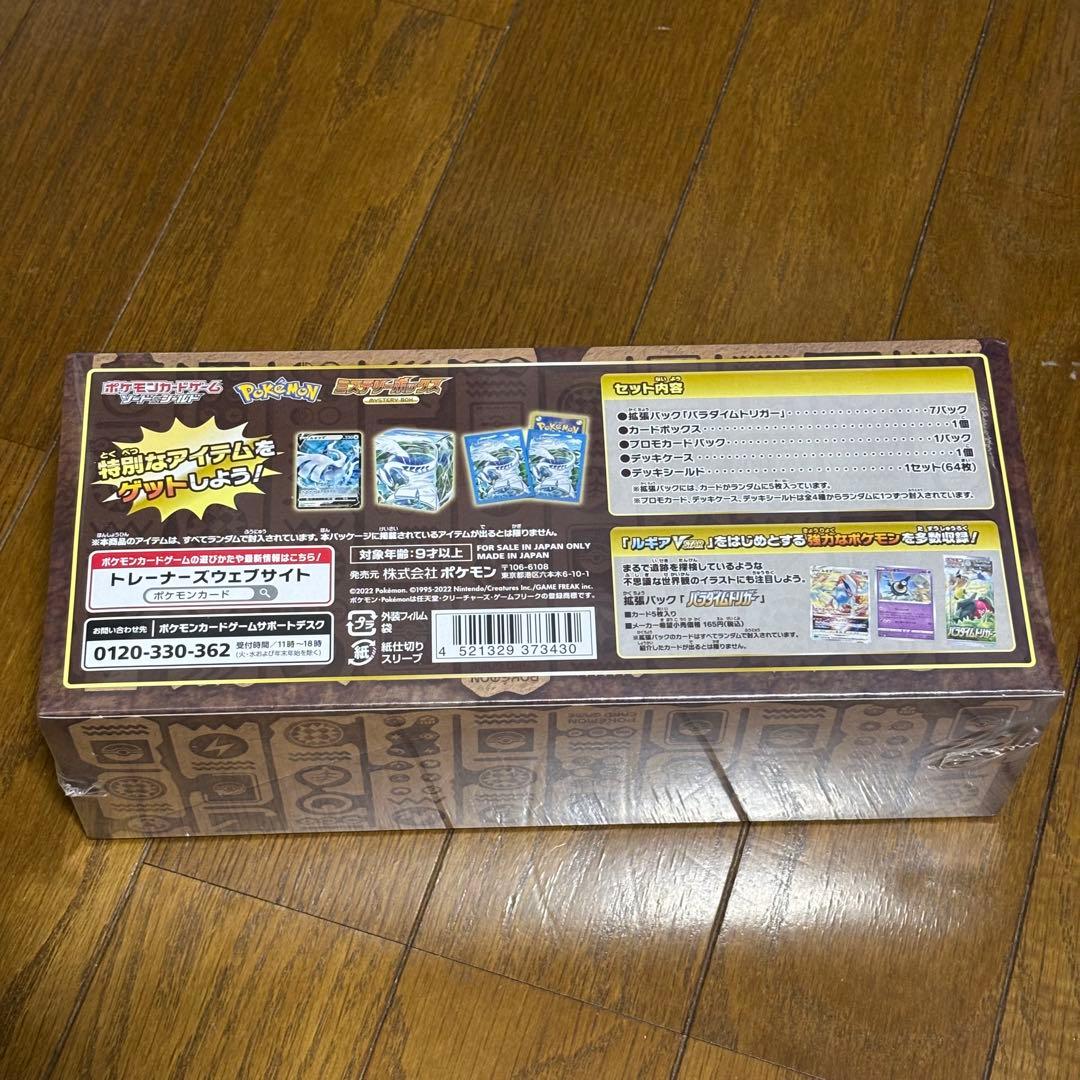 ポケモンカードゲーム
ソード&シールド
POKéMON
ミステリーボックス
MYSTERY BOX
特別なアイテムを
ゲットしよう!
POKéMON
※本商品のアイテムは、すべてランダムで封入されています。本パッケージに掲載されているアイテムが出るとは限りません。
ポケモンカードゲームの遊びかたや最新情報はこちら!
トレーナーズウェブサイト
ポケモンカード
お問い合わせ先
ポケモンカードゲームサポートデスク
0120-330-362
受付時間/11時~18時
(火・水および年末年始を除く)
対象年齢:9才以上
FOR SALE IN JAPAN ONLY
MADE IN JAPAN
発売元 株式会社 ポケモン
〒106-6108
東京都港区六本木6-10-1
©2022 Pokémon. ©1995-2022 Nintendo/Creatures Inc./GAME FREAK inc.
ポケモン・Pokémonは任天堂・クリーチャーズ・ゲームフリークの登録商標です。
プラ
外装フィルム
袋
紙
紙仕切り
スリーブ
4 521329 373430
セット内容
●拡張パック「パラダイムトリガー」 7パック
●カードボックス 1個
●プロモカードパック 1パック
●デッキケース 1個
●デッキシールド 1セット(64枚)
※拡張パックには、カードがランダムに5枚入っています。
※プロモカード、デッキケース、デッキシールドは全4種からランダムに1つずつ封入されています。
「ルギアVSTAR」をはじめとする強力なポケモンを多数収録!
まるで遺跡を探検しているような
不思議な世界観のイラストにも注目しよう。
拡張パック「パラダイムトリガー」
■カード5枚入り
■メーカー希望小売価格 165円(税込)
※拡張パックのカードはすべてランダムで封入されています。
紹介したカードが出るとは限りません。
パラダイムトリガー
POKÉMON
CARD GAME